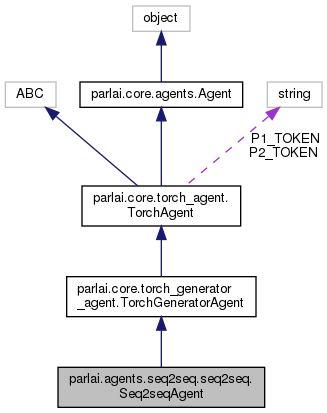 object
ABC
parlai.core.agents.Agent
string
P1_TOKEN
P2_TOKEN
parlai.core.torch_agent.
TorchAgent
parlai.core.torch_generator
_agent.TorchGeneratorAgent
parlai.agents.seq2seq.seq2seq.
Seq2seqAgent